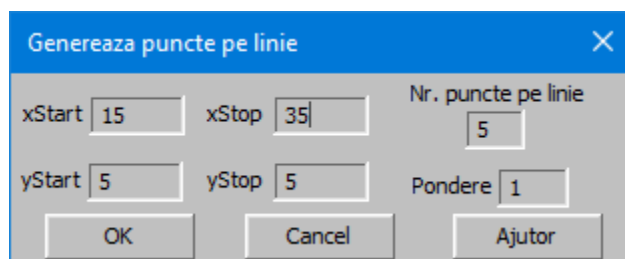 Genereaza puncte pe linie
xStart 15 xStop 35 Nr. puncte pe linie
5
yStart 5 yStop 5 Pondere 1
OK Cancel Ajutor